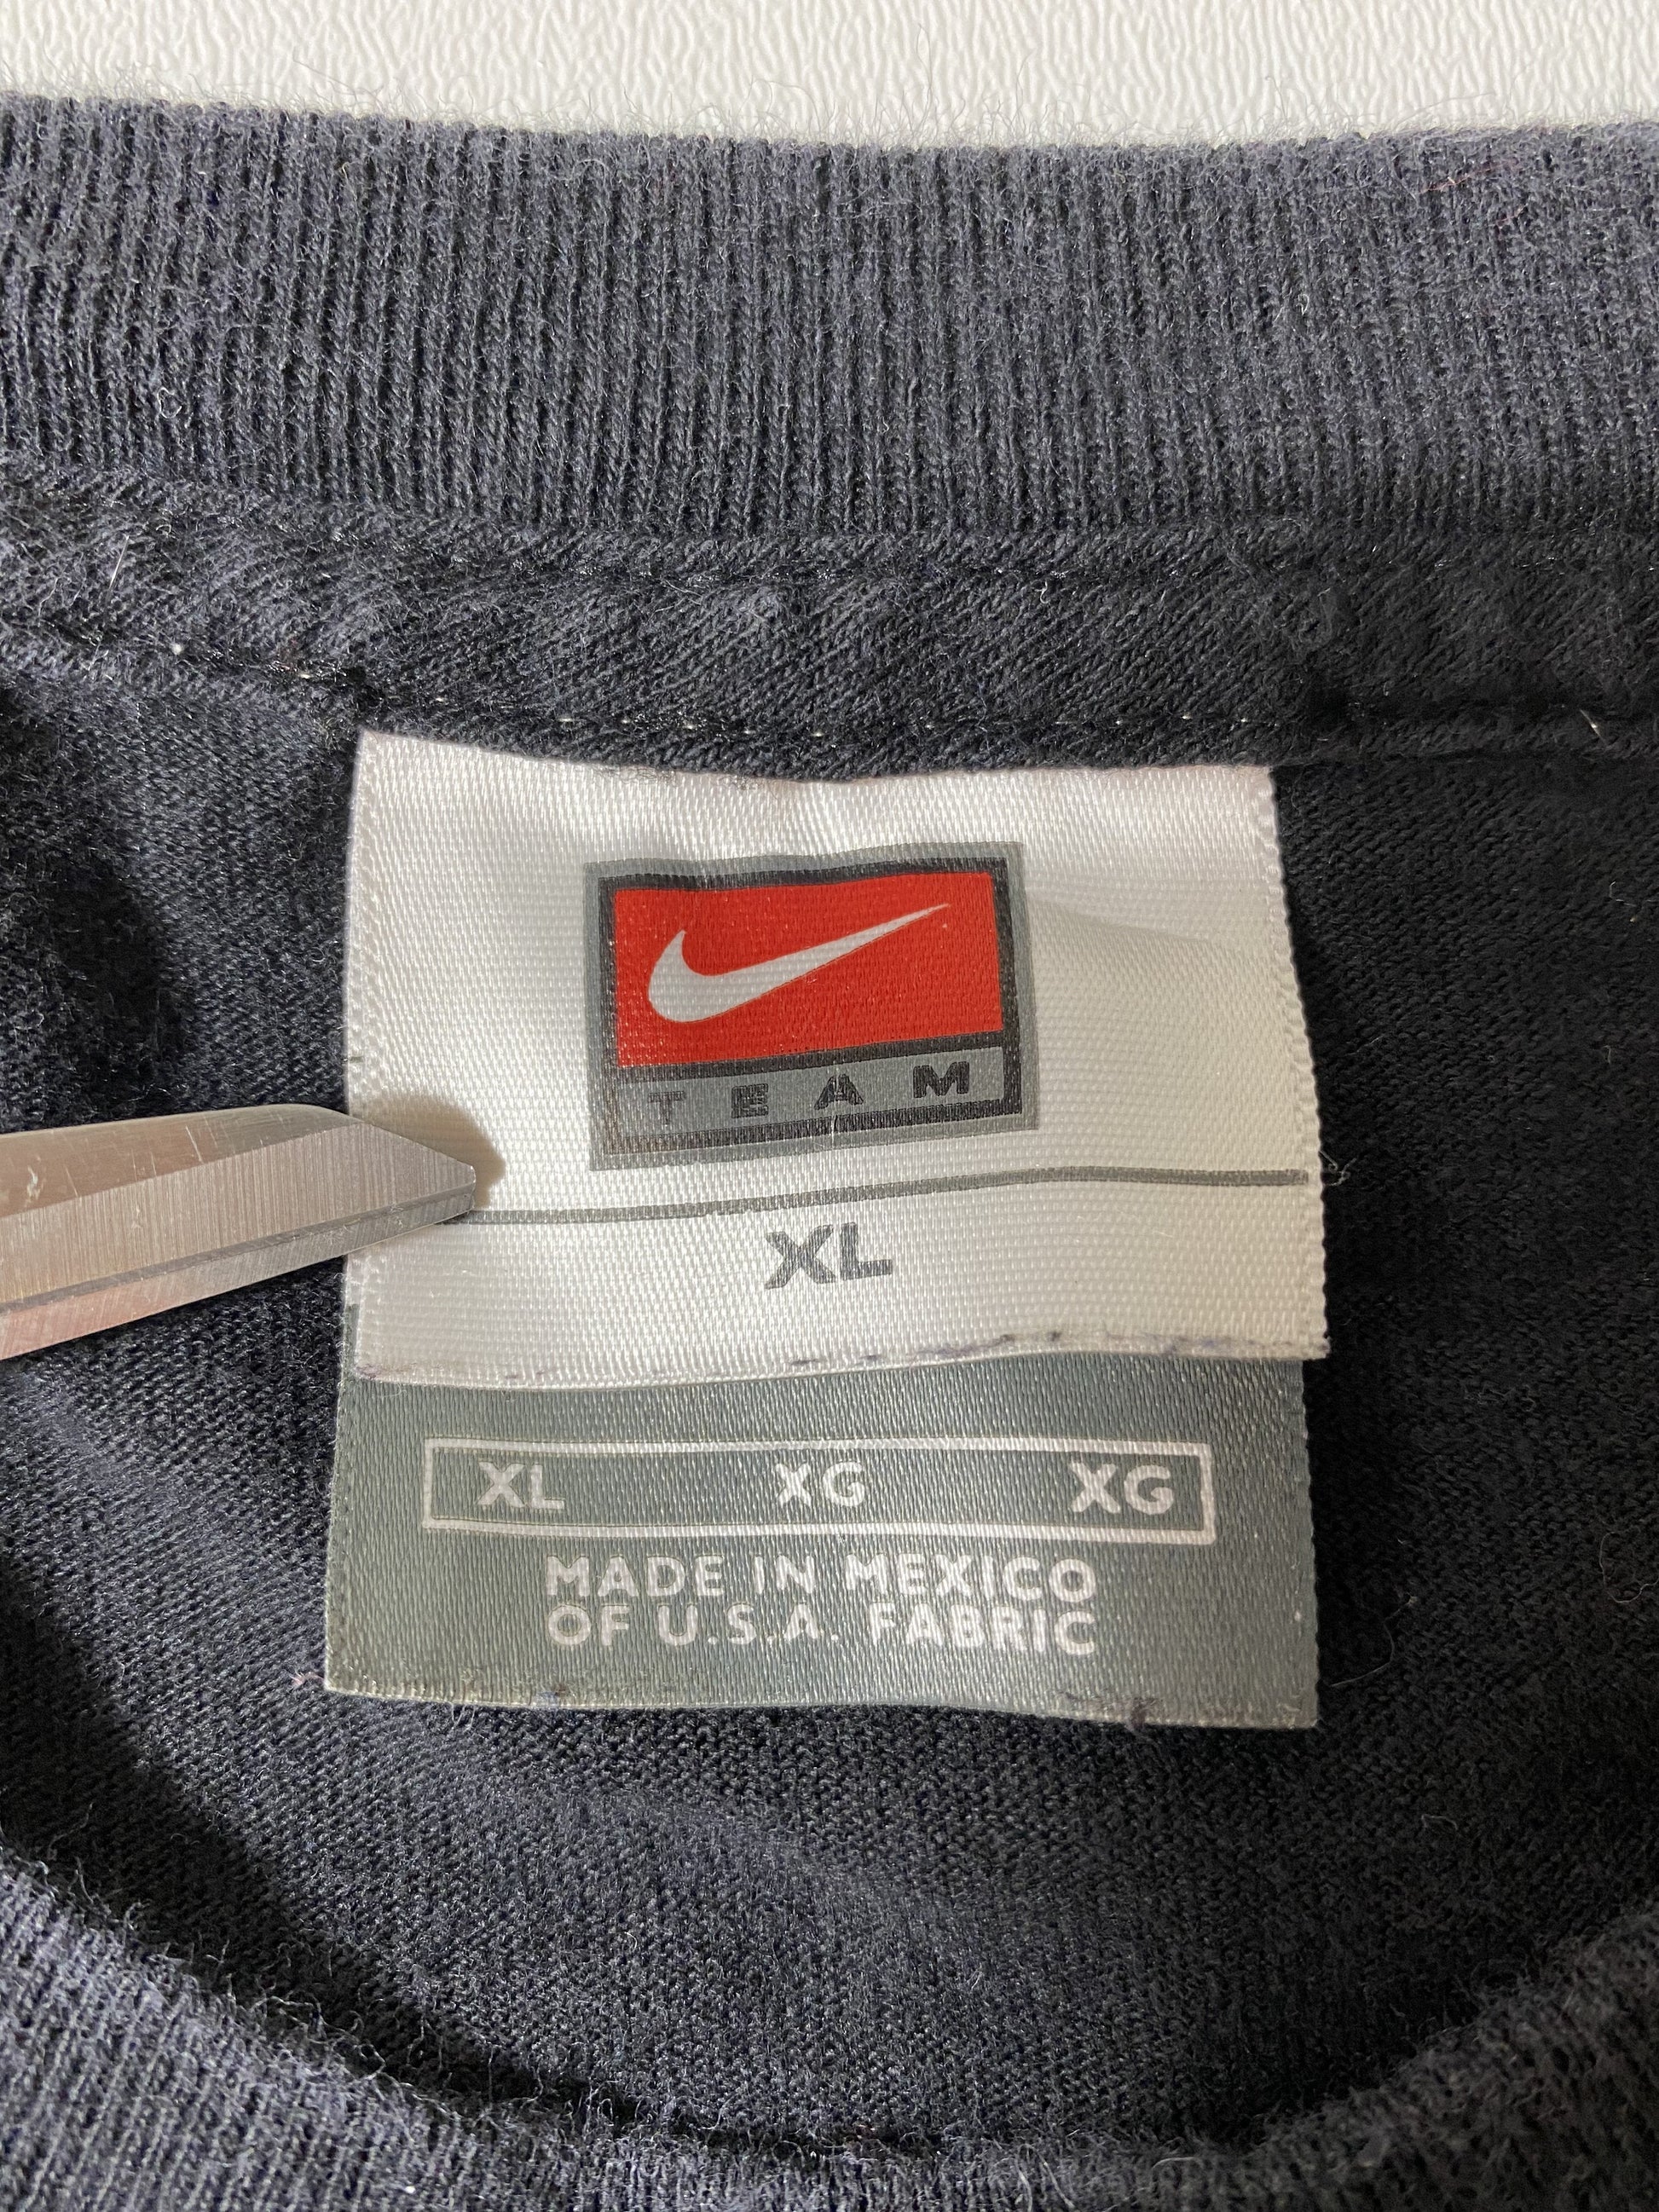 TEAM
XL
XL XG XG
MADE IN MEXICO
OF U.S.A. FABRIC